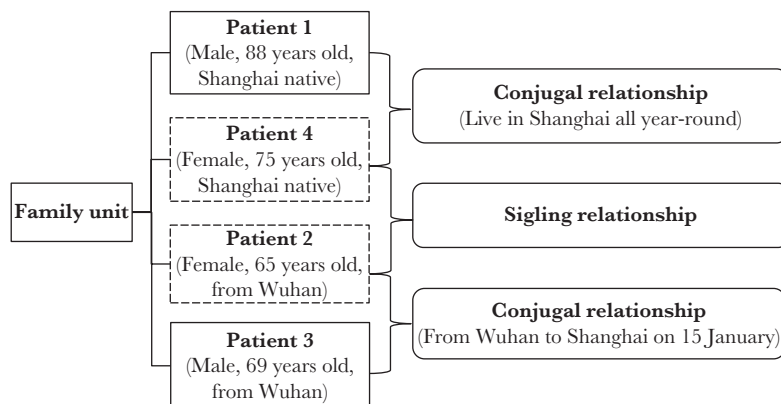 Patient 1
(Male, 88 years old,
Shanghai native)
Patient 4
(Female, 75 years old,
Shanghai native)
Family unit
Patient 2
(Female, 65 years old,
from Wuhan)
Patient 3
(Male, 69 years old,
from Wuhan)
Conjugal relationship
(Live in Shanghai all year-round)
Sigling relationship
Conjugal relationship
(From Wuhan to Shanghai on 15 January)